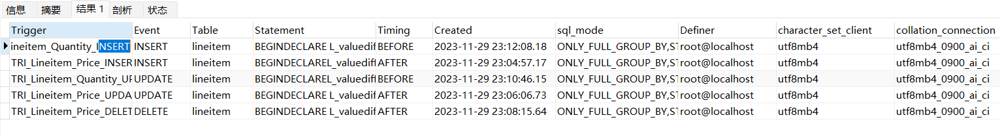 信息 摘要 结果 1 剖析 状态
Trigger Event Table Statement Timing Created sql_mode Definer character_set_client collation_connection
ineitem_Quantity_INSERT INSERT lineitem BEGINDECLARE L_valuedif BEFORE 2023-11-29 23:12:08.18 ONLY_FULL_GROUP_BY,ST root@localhost utf8mb4 utf8mb4_0900_ai_ci
TRI_Lineitem_Price_INSER INSERT lineitem BEGINDECLAREL_valuediff AFTER 2023-11-29 23:04:57.17 ONLY_FULL_GROUP_BY,ST root@localhost utf8mb4 utf8mb4_0900_ai_ci
TRI_Lineitem_Quantity_UP UPDATE lineitem BEGINDECLAREL_valuediff BEFORE 2023-11-29 23:10:46.15 ONLY_FULL_GROUP_BY,ST root@localhost utf8mb4 utf8mb4_0900_ai_ci
TRI_Lineitem_Price_UPDA UPDATE lineitem BEGINDECLARE L_valuedif AFTER 2023-11-29 23:06:06.73 ONLY_FULL_GROUP_BY,ST root@localhost utf8mb4 utf8mb4_0900_ai_ci
TRI_Lineitem_Price_DELET DELETE lineitem BEGINDECLARE L_valuedif AFTER 2023-11-29 23:08:15.64 ONLY_FULL_GROUP_BY,ST root@localhost utf8mb4 utf8mb4_0900_ai_ci